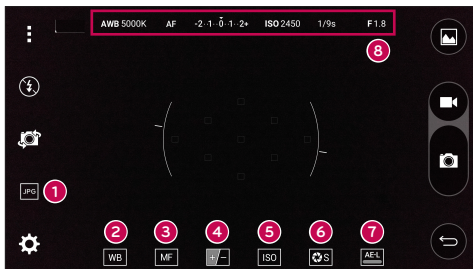 AWB 5000K AF -2··1··0··1··2+ ISO 2450 1/9s F1.8
8
JPG 1
2 3 4 5 6 7
WB MF +/- ISO S AE-L